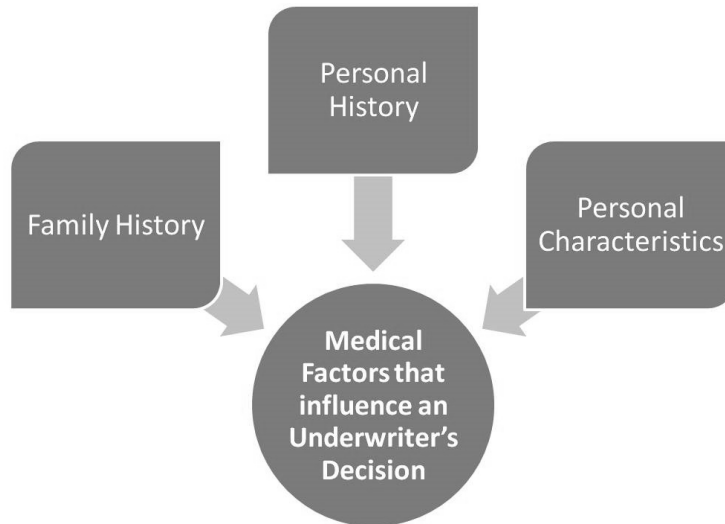 Personal
History
Family History
Personal
Characteristics
Medical
Factors that
influence an
Underwriter’s
Decision